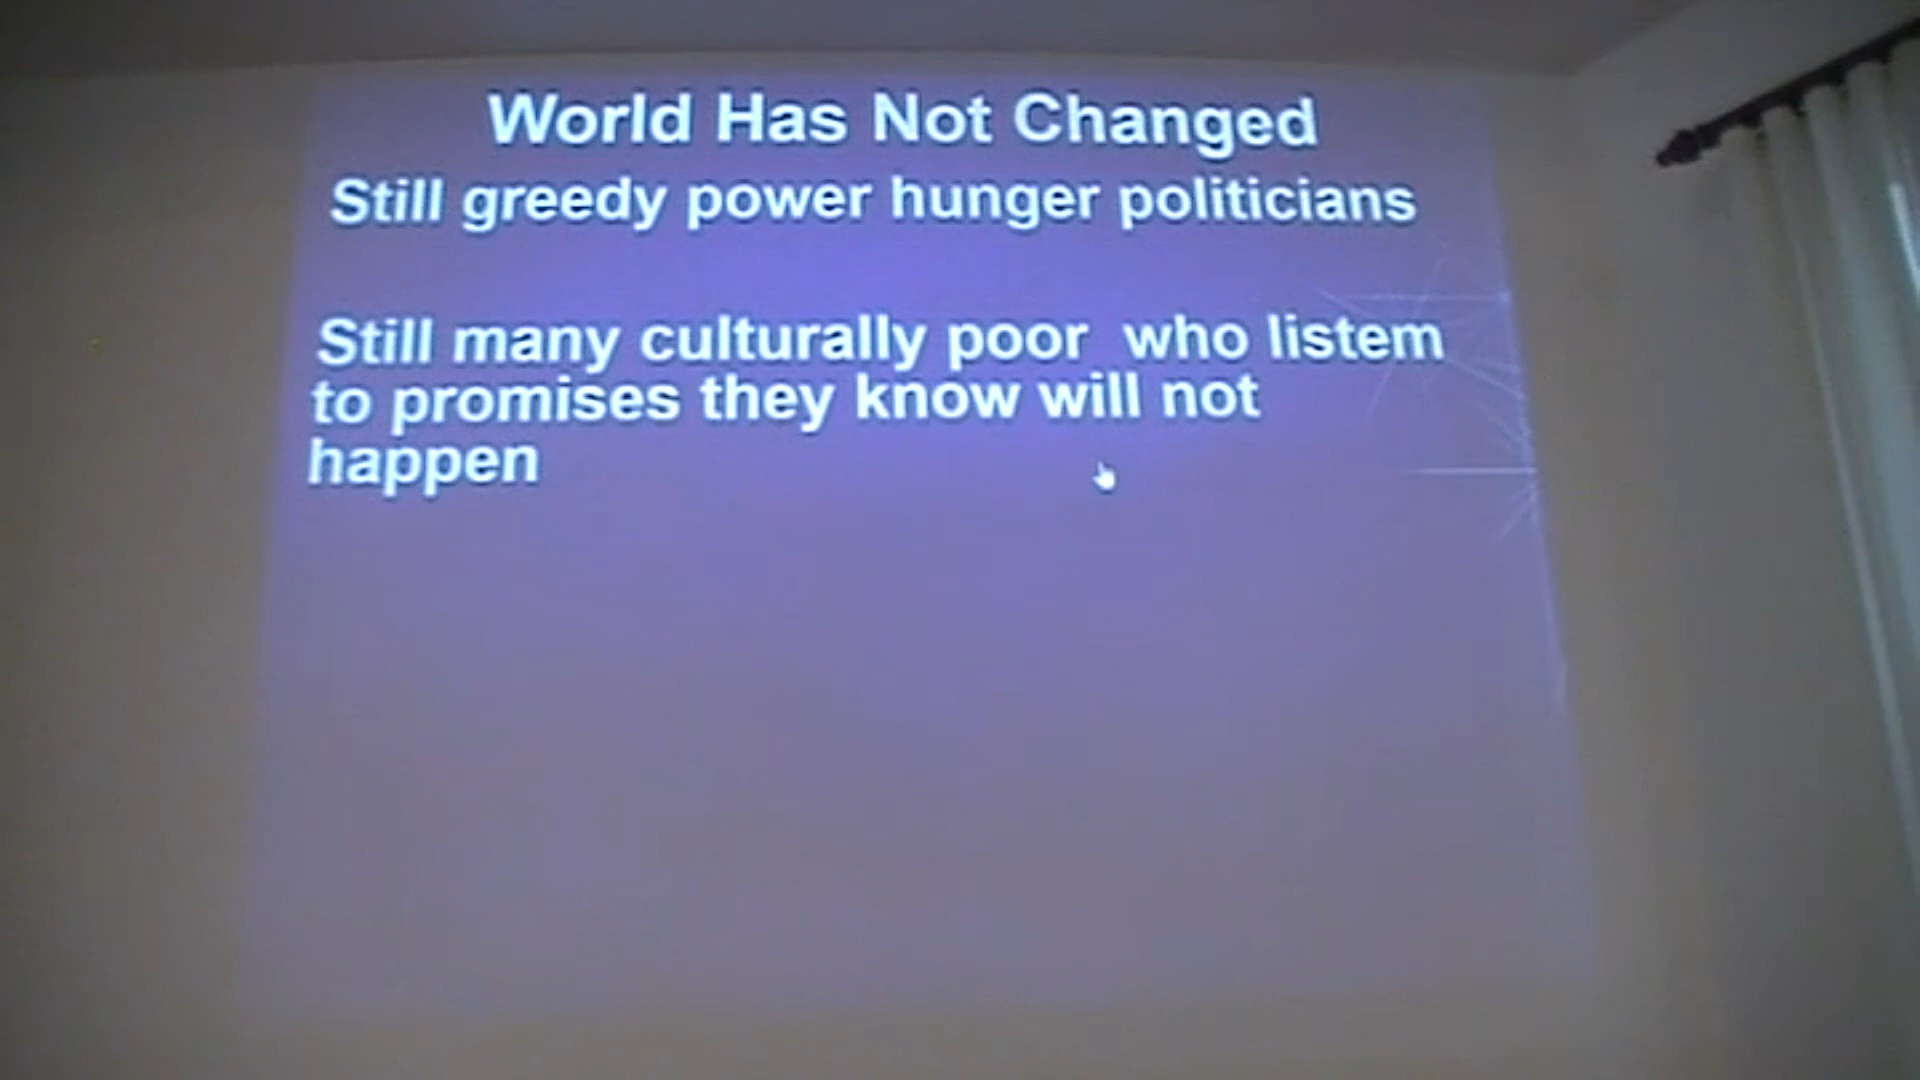 World Has Not Changed
Still greedy power hunger politicians
Still many culturally poor who listem
to promises they know will not
happen